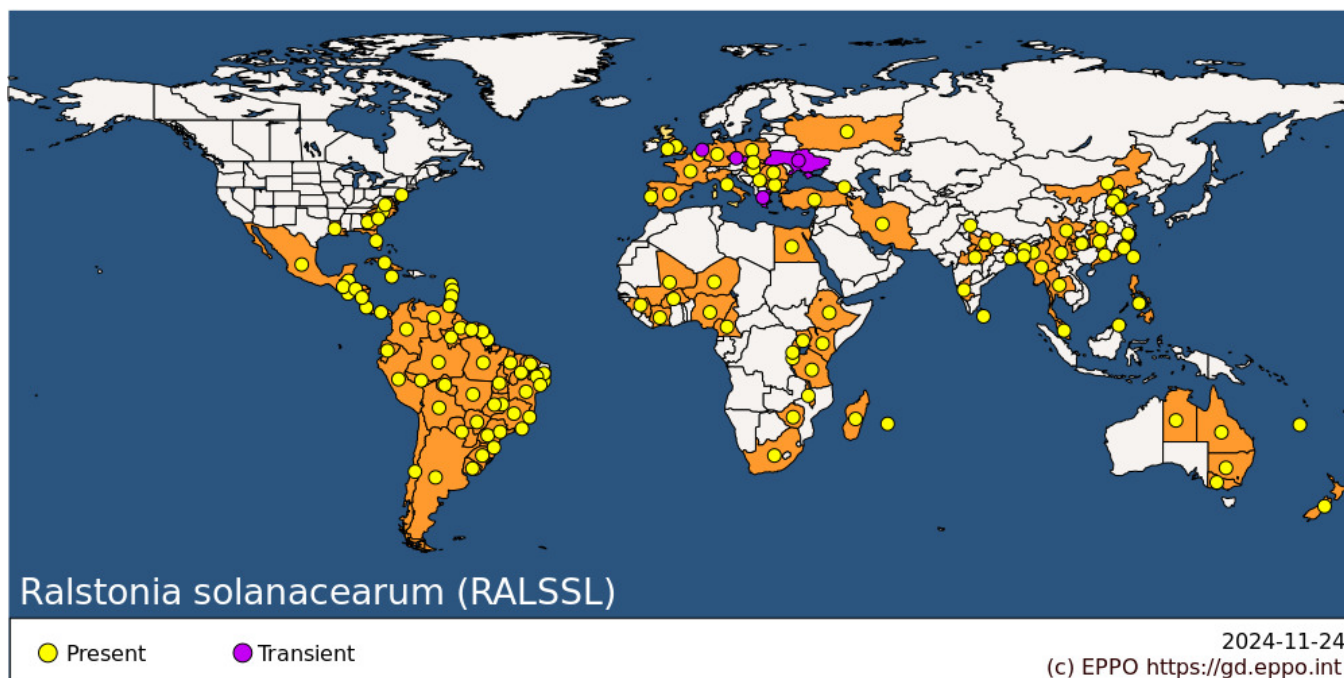 Ralstonia solanacearum (RALSSL)
Present
Transient
2024-11-24
(c) EPPO https://gd.eppo.int